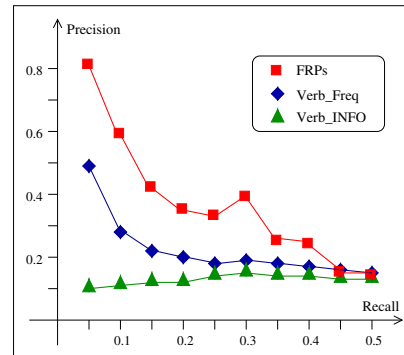 Precision
0.8
FRPs
Verb_Freq
0.6
Verb_INFO
0.4
0.2
Recall
0.1 0.2 0.3 0.4 0.5